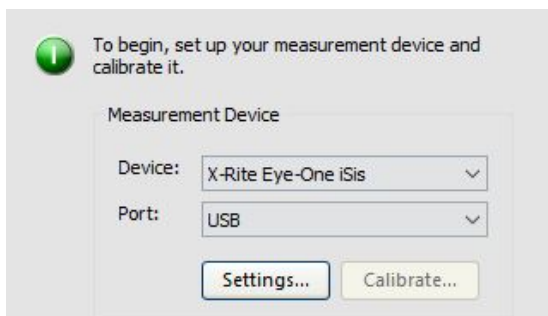 To begin, set up your measurement device and
calibrate it.
Measurement Device
Device: X-Rite Eye-One iSis
Port: USB
Settings... Calibrate...